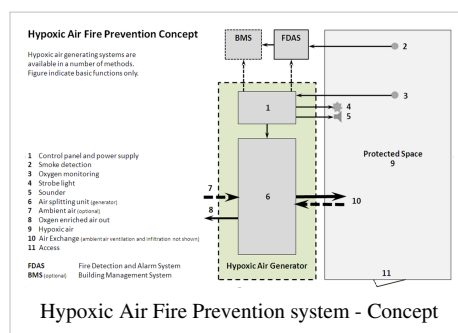 Hypoxic Air Fire Prevention Concept
Hypoxic air generating systems are
available in a number of methods.
Figure indicate basic functions only.
1 Control panel and power supply
2 Smoke detection
3 Oxygen monitoring
4 Strobe light
5 Sounder
6 Air splitting unit (generator)
7 Ambient air (optional)
8 Oxgen enriched air out
9 Hypoxic air
10 Air Exchange (ambient air ventilation and infiltration not shown)
11 Access
FDAS Fire Detection and Alarm System
BMS (optional) Building Management System
BMS
FDAS
2
3
1
4
5
Protected Space
9
7
8
6
10
Hypoxic Air Generator
11
Hypoxic Air Fire Prevention system - Concept